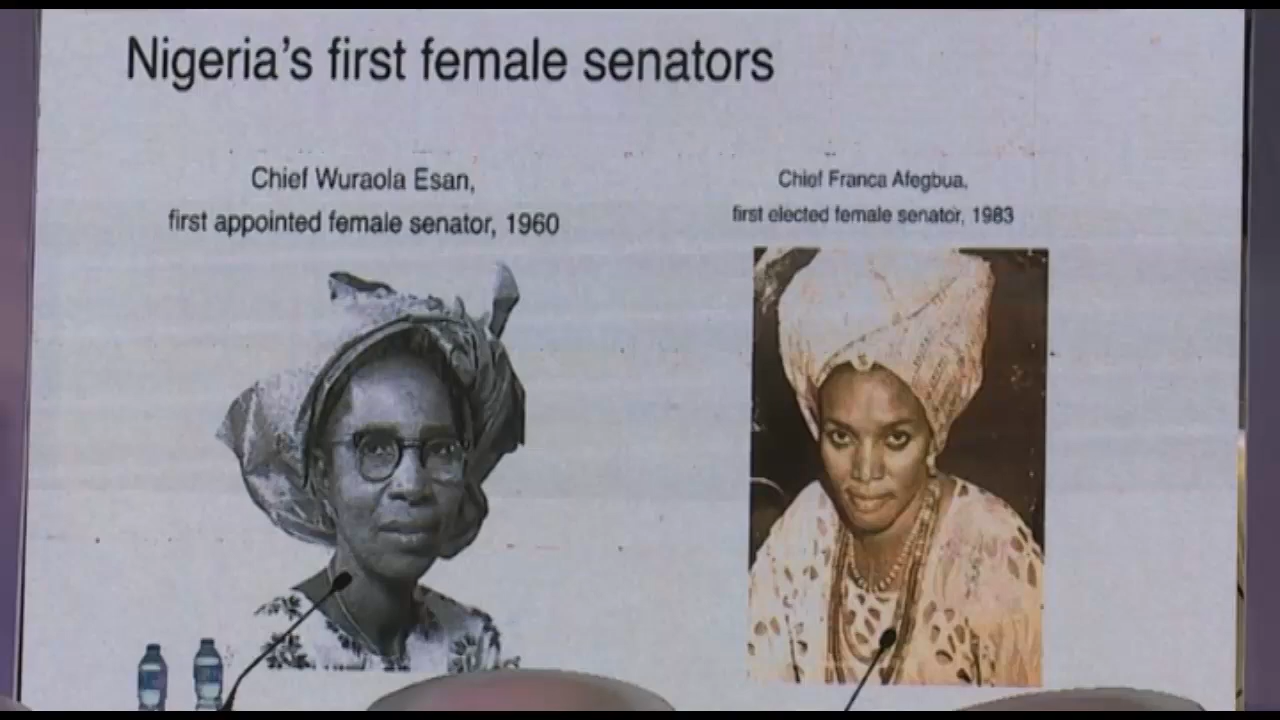 Nigeria's first female senators
Chief Wuraola Esan,
first appointed female senator, 1960
Chief Franca Afegbua,
first elected female senator, 1983